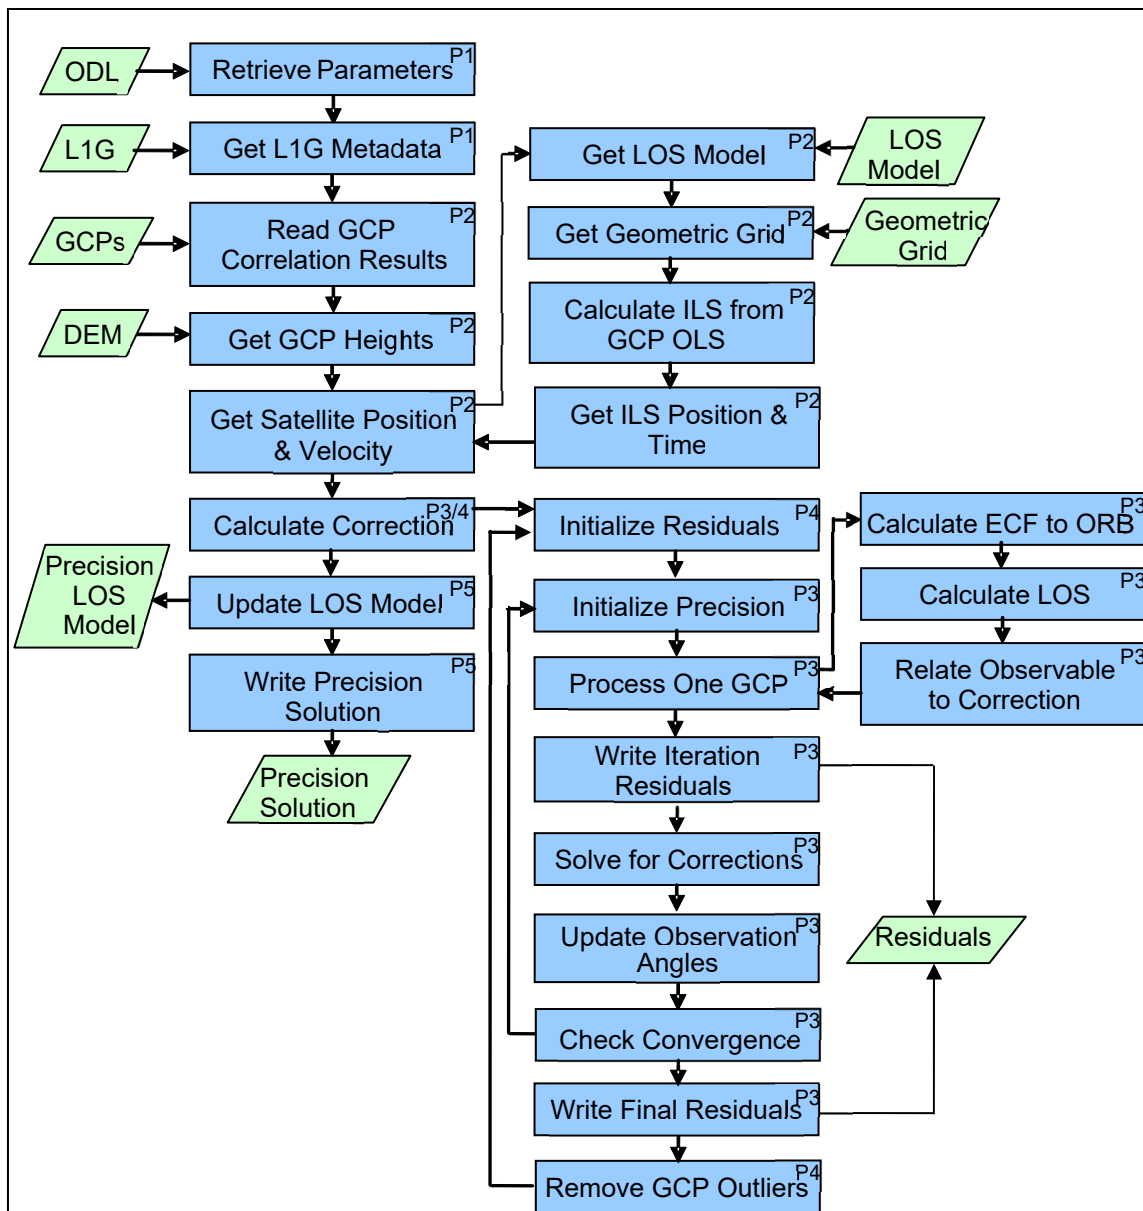 ODL
Retrieve Parameters
P1
L1G
Get L1G Metadata
P1
GCPs
Read GCP
Correlation Results
P2
DEM
Get GCP Heights
P2
Get Satellite Position
& Velocity
P2
Get LOS Model
P2
LOS
Model
Get Geometric Grid
P2
Geometric
Grid
Calculate ILS from
GCP OLS
P2
Get ILS Position &
Time
P2
Calculate Correction
P3/4
Precision
LOS
Model
Update LOS Model
P5
Write Precision
Solution
P5
Precision
Solution
Initialize Residuals
P4
Initialize Precision
P3
Process One GCP
P3
Calculate ECF to ORB
P3
Calculate LOS
P3
Relate Observable
to Correction
P3
Write Iteration
Residuals
P3
Solve for Corrections
P3
Update Observation
Angles
P3
Residuals
Check Convergence
P3
Write Final Residuals
P3
Remove GCP Outliers
P4